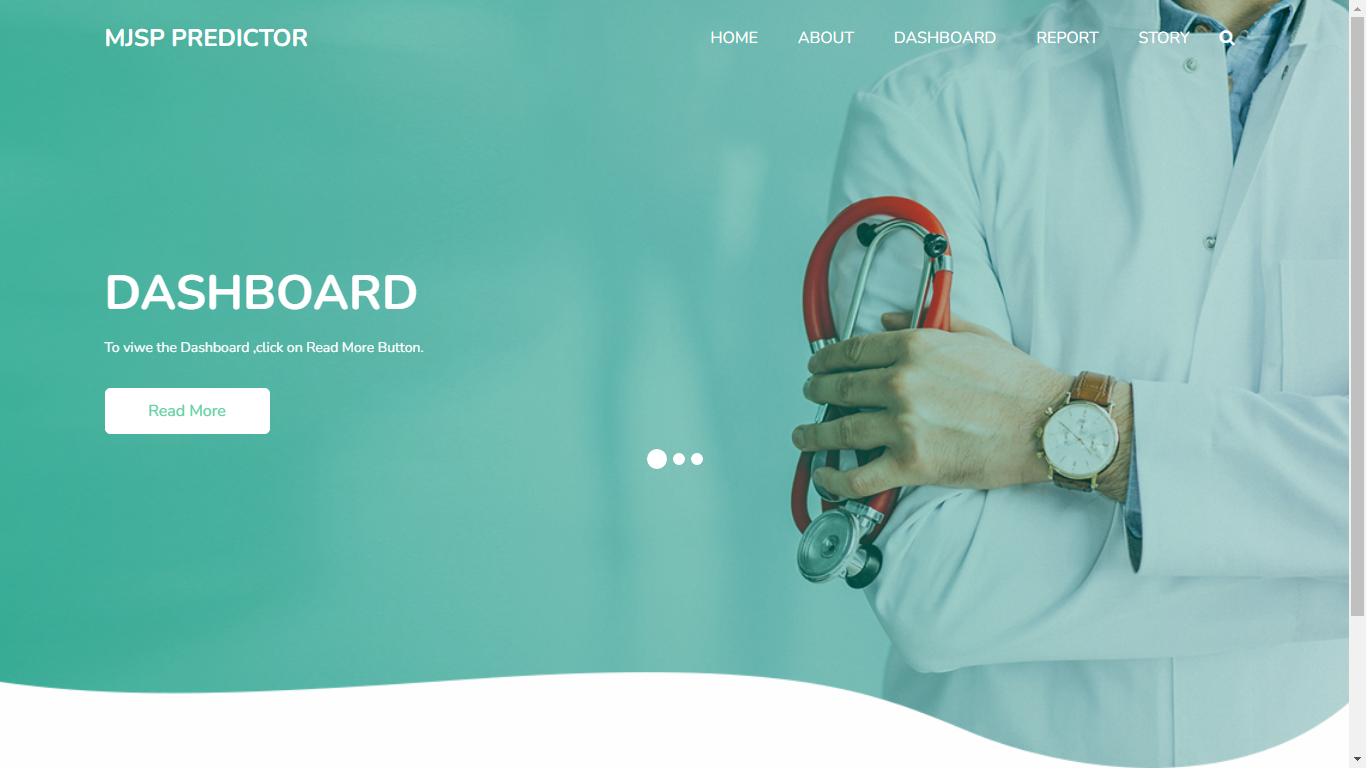 MJSP PREDICTOR
HOME ABOUT DASHBOARD REPORT STORY
DASHBOARD
To viwe the Dashboard ,click on Read More Button.
Read More